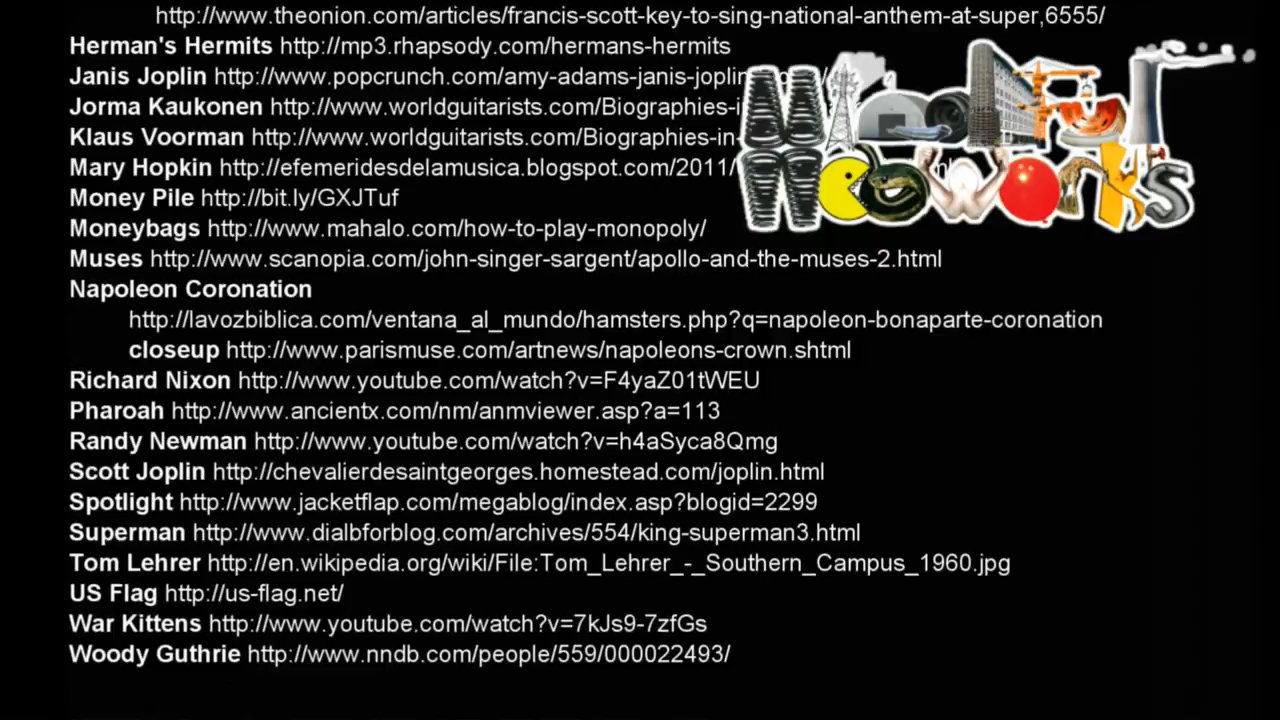 http://www.theonion.com/articles/francis-scott-key-to-sing-national-anthem-at-super,6555/
Herman's Hermits http://mp3.rhapsody.com/hermans-hermits
Janis Joplin http://www.popcrunch.com/amy-adams-janis-joplin
Jorma Kaukonen http://www.worldguitarists.com/Biographies-i
Klaus Voorman http://www.worldguitarists.com/Biographies-in-
Mary Hopkin http://efemeridesdelamusica.blogspot.com/2011/
Money Pile http://bit.ly/GXJTuf
Moneybags http://www.mahalo.com/how-to-play-monopoly/
Muses http://www.scanopia.com/john-singer-sargent/apollo-and-the-muses-2.html
Napoleon Coronation
http://lavozbiblica.com/ventana_al_mundo/hamsters.php?q=napoleon-bonaparte-coronation
closeup http://www.parismuse.com/artnews/napoleons-crown.shtml
Richard Nixon http://www.youtube.com/watch?v=F4yaZ01tWEU
Pharoah http://www.ancientx.com/nm/anmviewer.asp?a=113
Randy Newman http://www.youtube.com/watch?v=h4aSyca8Qmg
Scott Joplin http://chevalierdesaintgeorges.homestead.com/joplin.html
Spotlight http://www.jacketflap.com/megablog/index.asp?blogid=2299
Superman http://www.dialbforblog.com/archives/554/king-superman3.html
Tom Lehrer http://en.wikipedia.org/wiki/File:Tom_Lehrer_-_Southern_Campus_1960.jpg
US Flag http://us-flag.net/
War Kittens http://www.youtube.com/watch?v=7kJs9-7zfGs
Woody Guthrie http://www.nndb.com/people/559/000022493/